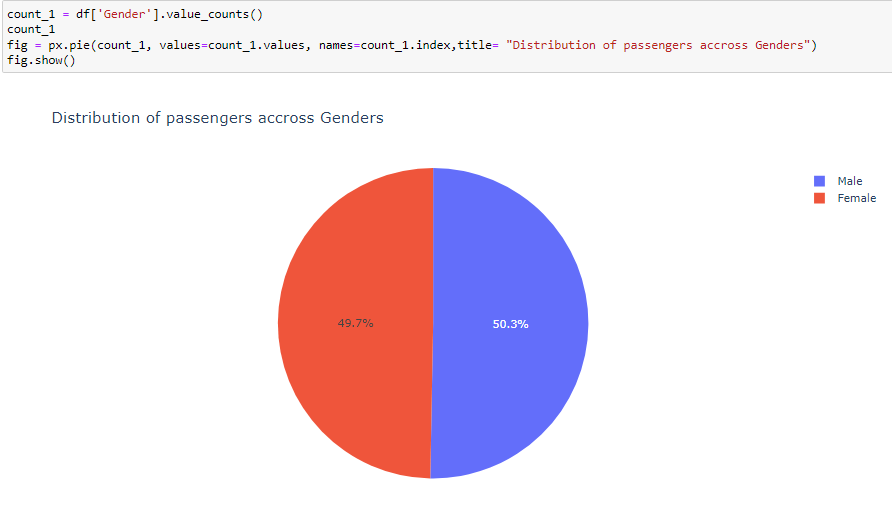 count_1 = df['Gender'].value_counts()
count_1
fig = px.pie(count_1, values=count_1.values, names=count_1.index,title= "Distribution of passengers accross Genders")
fig.show()
Distribution of passengers accross Genders
Male
Female
49.7%
50.3%